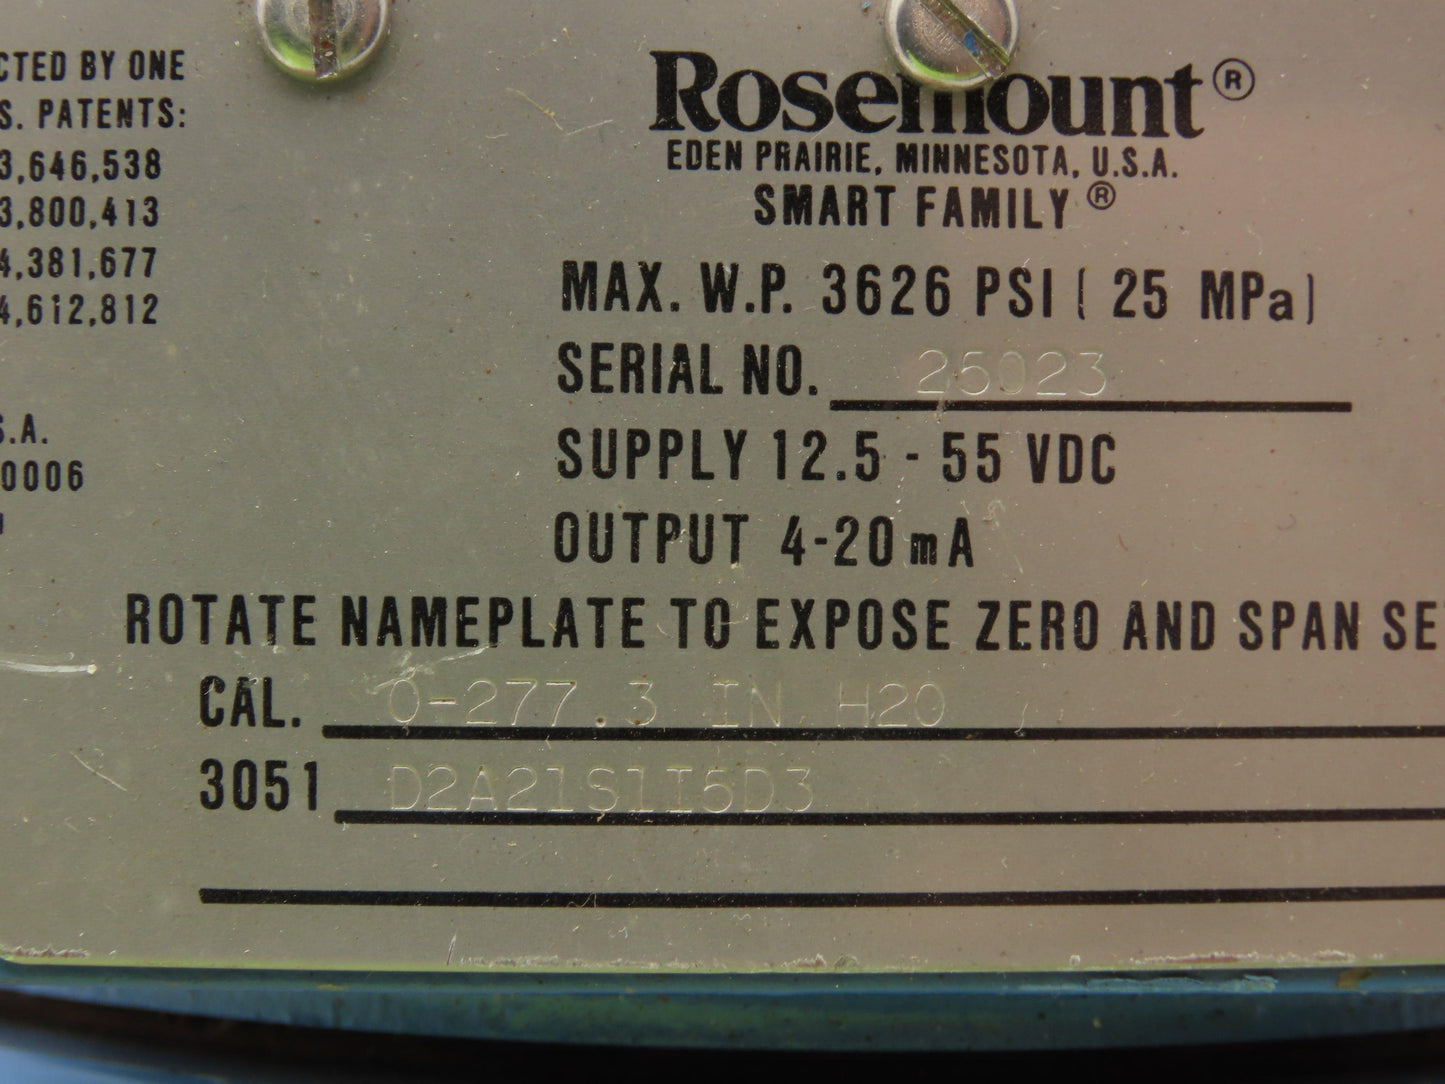 CTED BY ONE
S. PATENTS:
3,646,538
3,800,413
4,381,677
4,612,812
S.A.
0006
Rosemount®
EDEN PRAIRIE, MINNESOTA, U.S.A.
SMART FAMILY®
MAX. W.P. 3626 PSI (25 MPa)
SERIAL NO. 25023
SUPPLY 12.5 - 55 VDC
OUTPUT 4-20 mA
ROTATE NAMEPLATE TO EXPOSE ZERO AND SPAN SE
CAL. 0-277.3 IN H2O
3051 D2A21S1I5D3